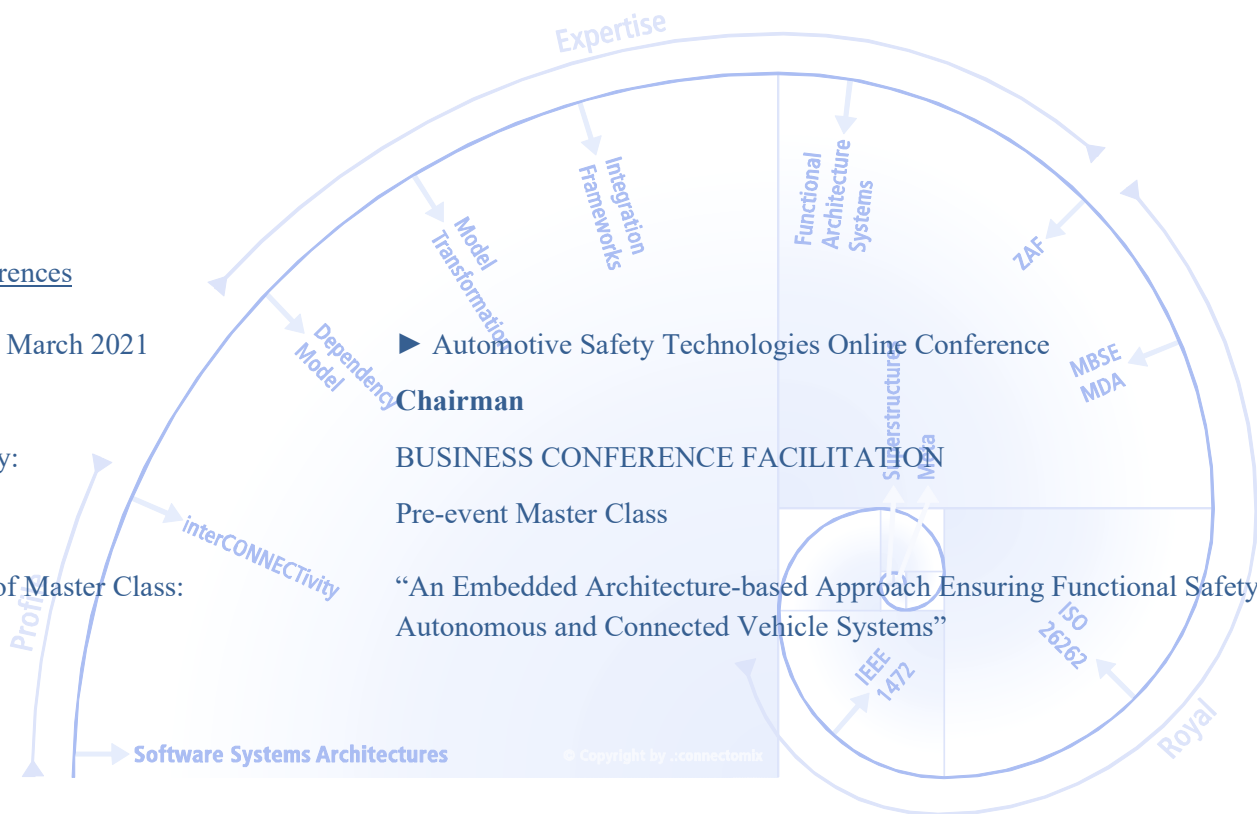 Expertise
Integration
Frameworks
Functional
Architecture
Systems
Model
Transformation
ZAF
rences
March 2021
► Automotive Safety Technologies Online Conference
Dependency
Model
MBSE
MDA
Chairman
Superstructures
Meta
y:
BUSINESS CONFERENCE FACILITATION
Pre-event Master Class
interCONNECTivity
of Master Class:
“An Embedded Architecture-based Approach Ensuring Functional Safety
Autonomous and Connected Vehicle Systems”
Profile
ISO
26262
IEEE
1472
Royal
Software Systems Architectures
© Copyright by .:connectomix